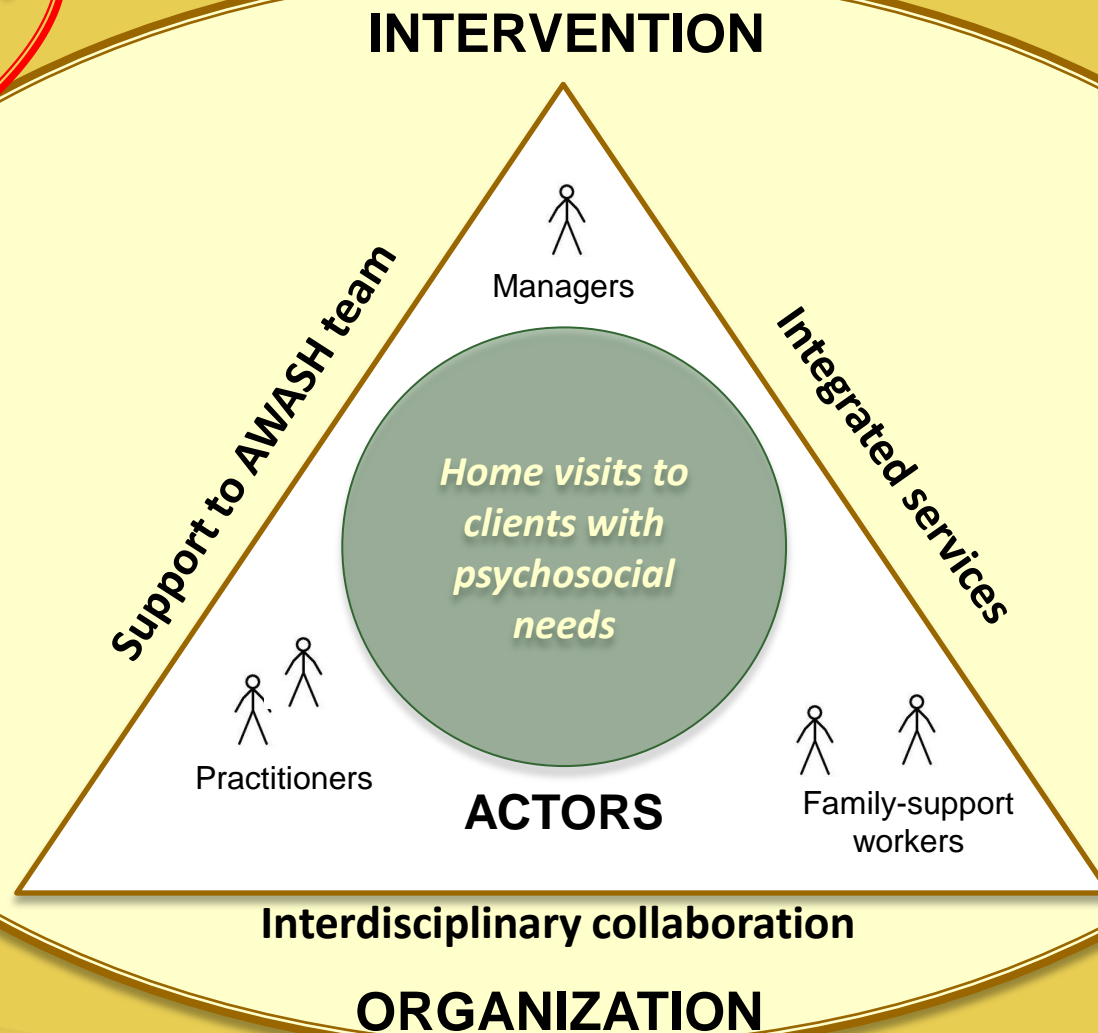 INTERVENTION
Managers
Support to AWASH team
Integrated services
Home visits to
clients with
psychosocial
needs
Practitioners
Family-support
workers
ACTORS
Interdisciplinary collaboration
ORGANIZATION